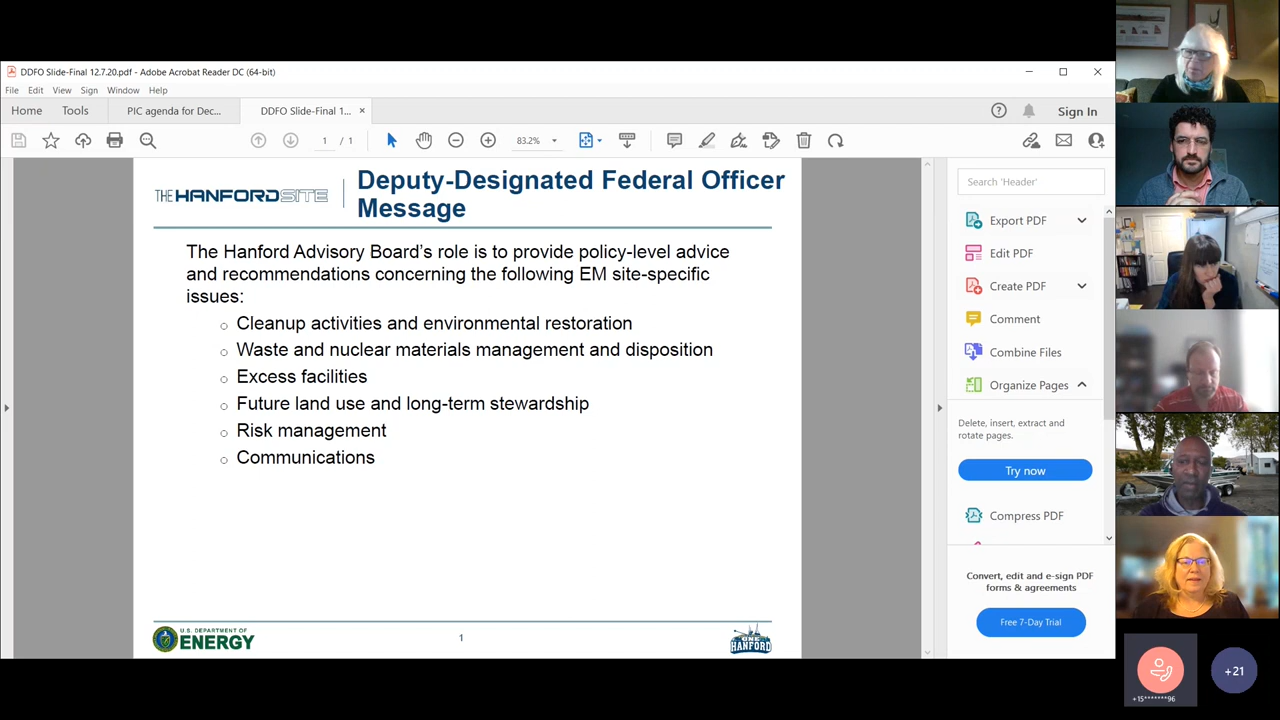 DDFO Slide-Final 12.7.20.pdf - Adobe Acrobat Reader DC (64-bit)
File Edit View Sign Window Help
Home Tools PIC agenda for Dec... DDFO Slide-Final 1... × Sign In
1 / 1 83.2%
THE HANFORD SITE
Deputy-Designated Federal Officer
Message
The Hanford Advisory Board's role is to provide policy-level advice
and recommendations concerning the following EM site-specific
issues:
Cleanup activities and environmental restoration
Waste and nuclear materials management and disposition
Excess facilities
Future land use and long-term stewardship
Risk management
Communications
U.S. DEPARTMENT OF
ENERGY
1
ONE
HANFORD
Search 'Header'
Export PDF
Edit PDF
Create PDF
Comment
Combine Files
Organize Pages
Delete, insert, extract and
rotate pages.
Try now
Compress PDF
Convert, edit and e-sign PDF
forms & agreements
Free 7-Day Trial
+15*******96
+21